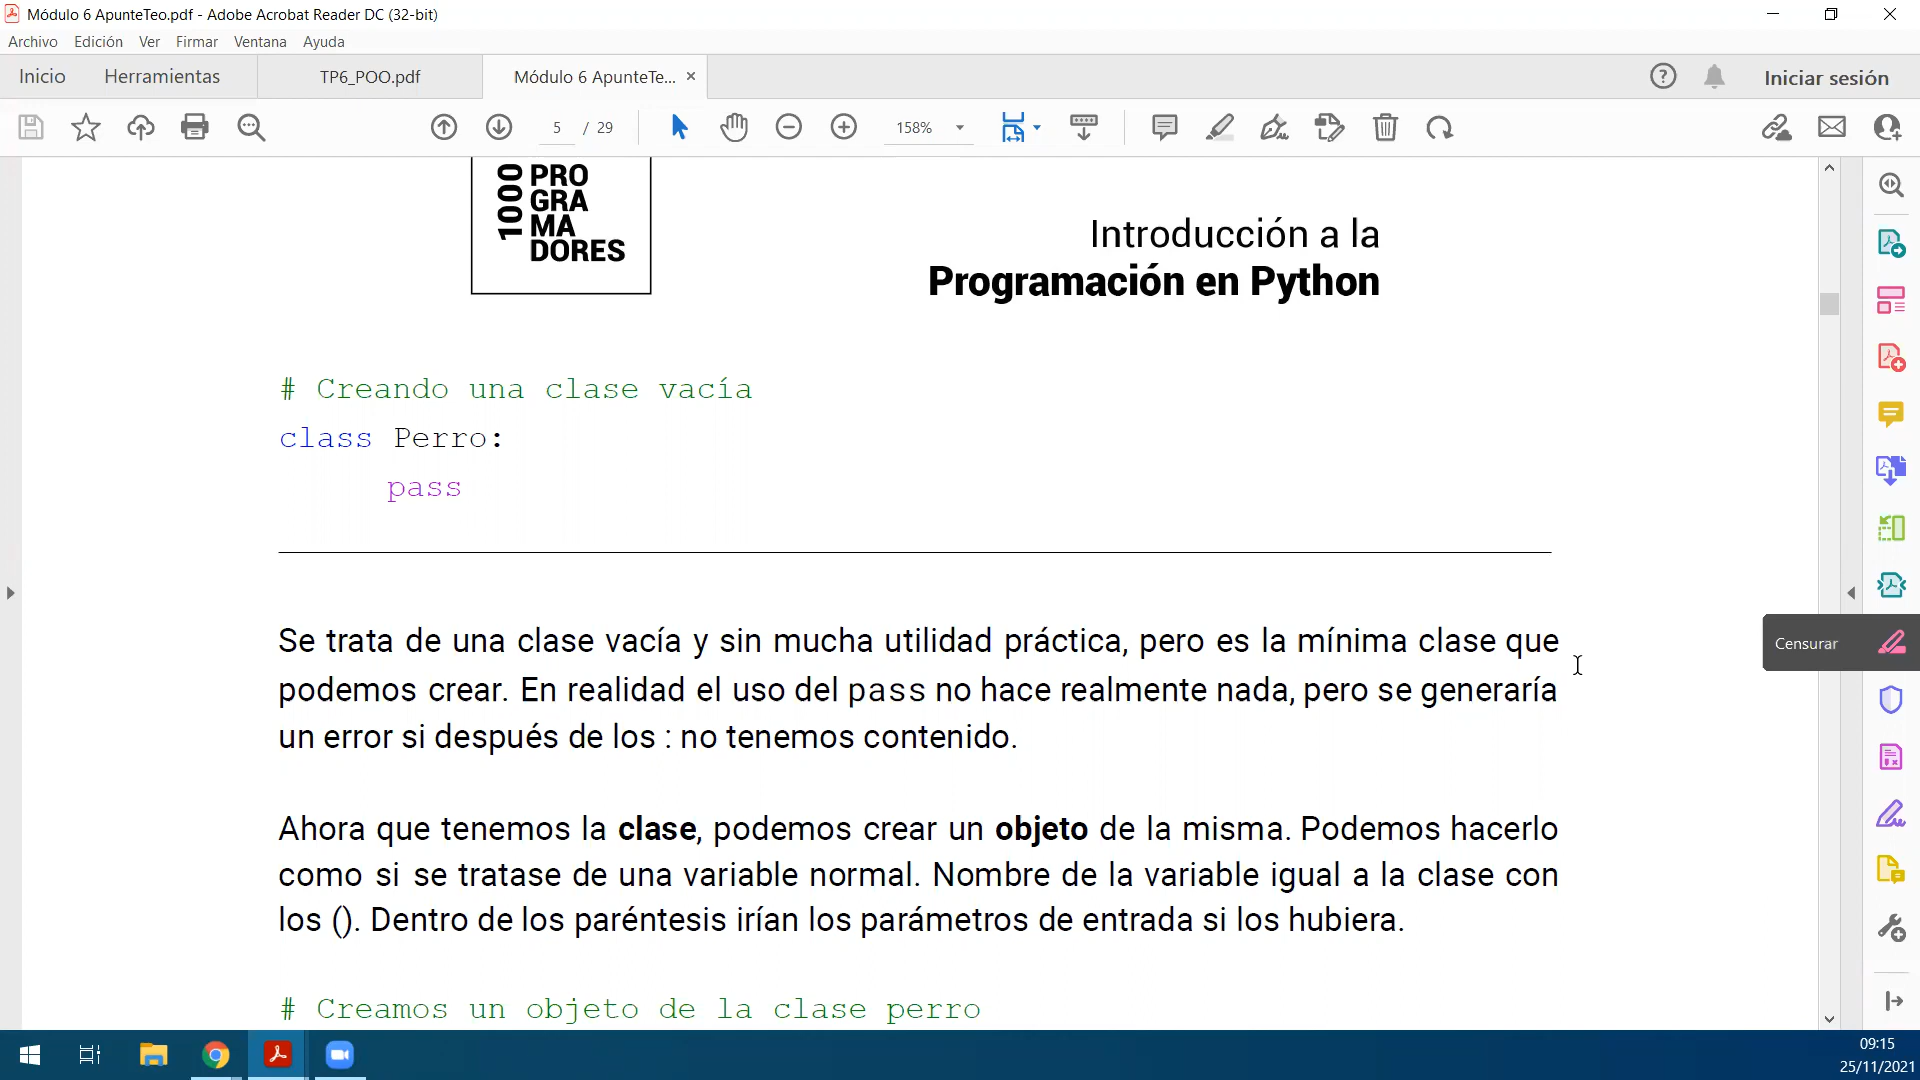 Módulo 6 ApunteTeo.pdf - Adobe Acrobat Reader DC (32-bit)
Archivo Edición Ver Firmar Ventana Ayuda
Inicio Herramientas TP6_POO.pdf Módulo 6 ApunteTe... × Iniciar sesión
5 / 29 158%
1000 PRO
GRA
MA
DORES
Introducción a la
Programación en Python
# Creando una clase vacía
class Perro:
pass
Se trata de una clase vacía y sin mucha utilidad práctica, pero es la mínima clase que
podemos crear. En realidad el uso del pass no hace realmente nada, pero se generaría
un error si después de los : no tenemos contenido.
Censurar
Ahora que tenemos la clase, podemos crear un objeto de la misma. Podemos hacerlo
como si se tratase de una variable normal. Nombre de la variable igual a la clase con
los (). Dentro de los paréntesis irían los parámetros de entrada si los hubiera.
# Creamos un objeto de la clase perro
09:15
25/11/2021